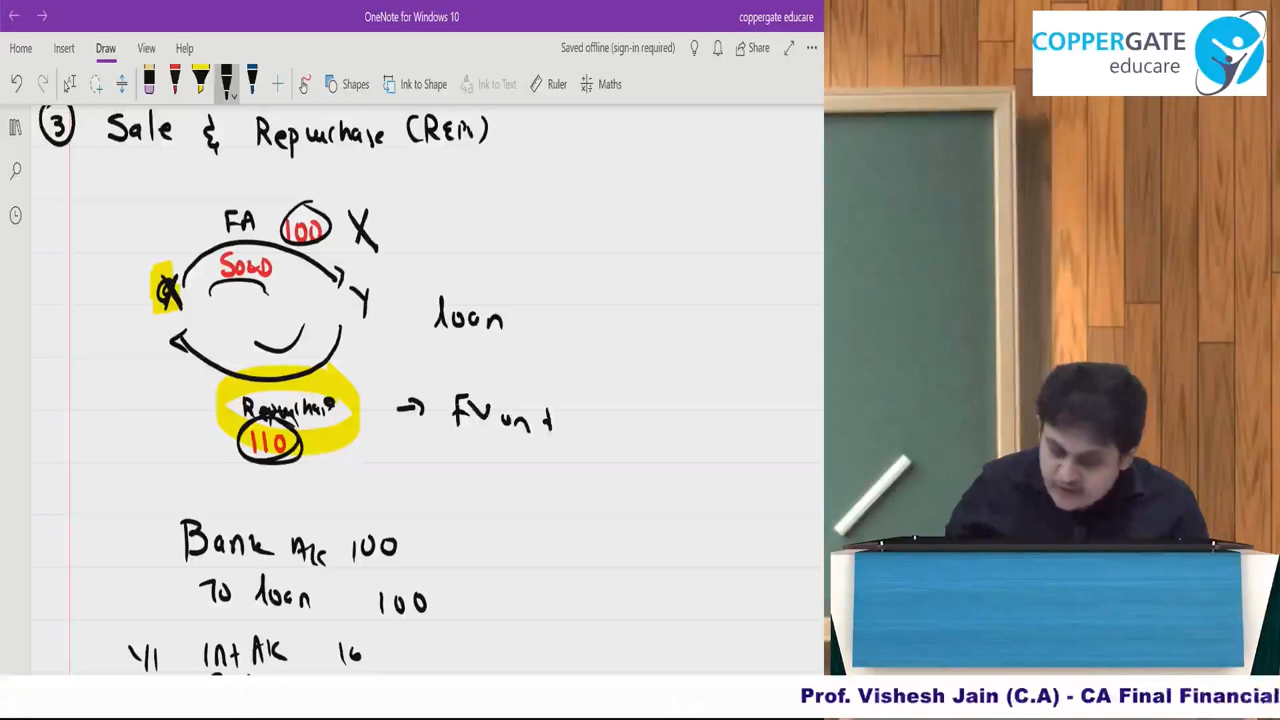 OneNote for Windows 10
coppergate educare
Home Insert Draw View Help
Saved offline (sign-in required)
Share
Shapes Ink to Shape Ink to Text Ruler Maths
COPPERGATE
educare
3 Sale & Repurchase
FA 100 X
Sold
X Y
loan
Repurchase → FV on
110
Bank A/c 100
To loan 100
Y1 Int A/c 10
Prof. Vishesh Jain (C.A) - CA Final Financial